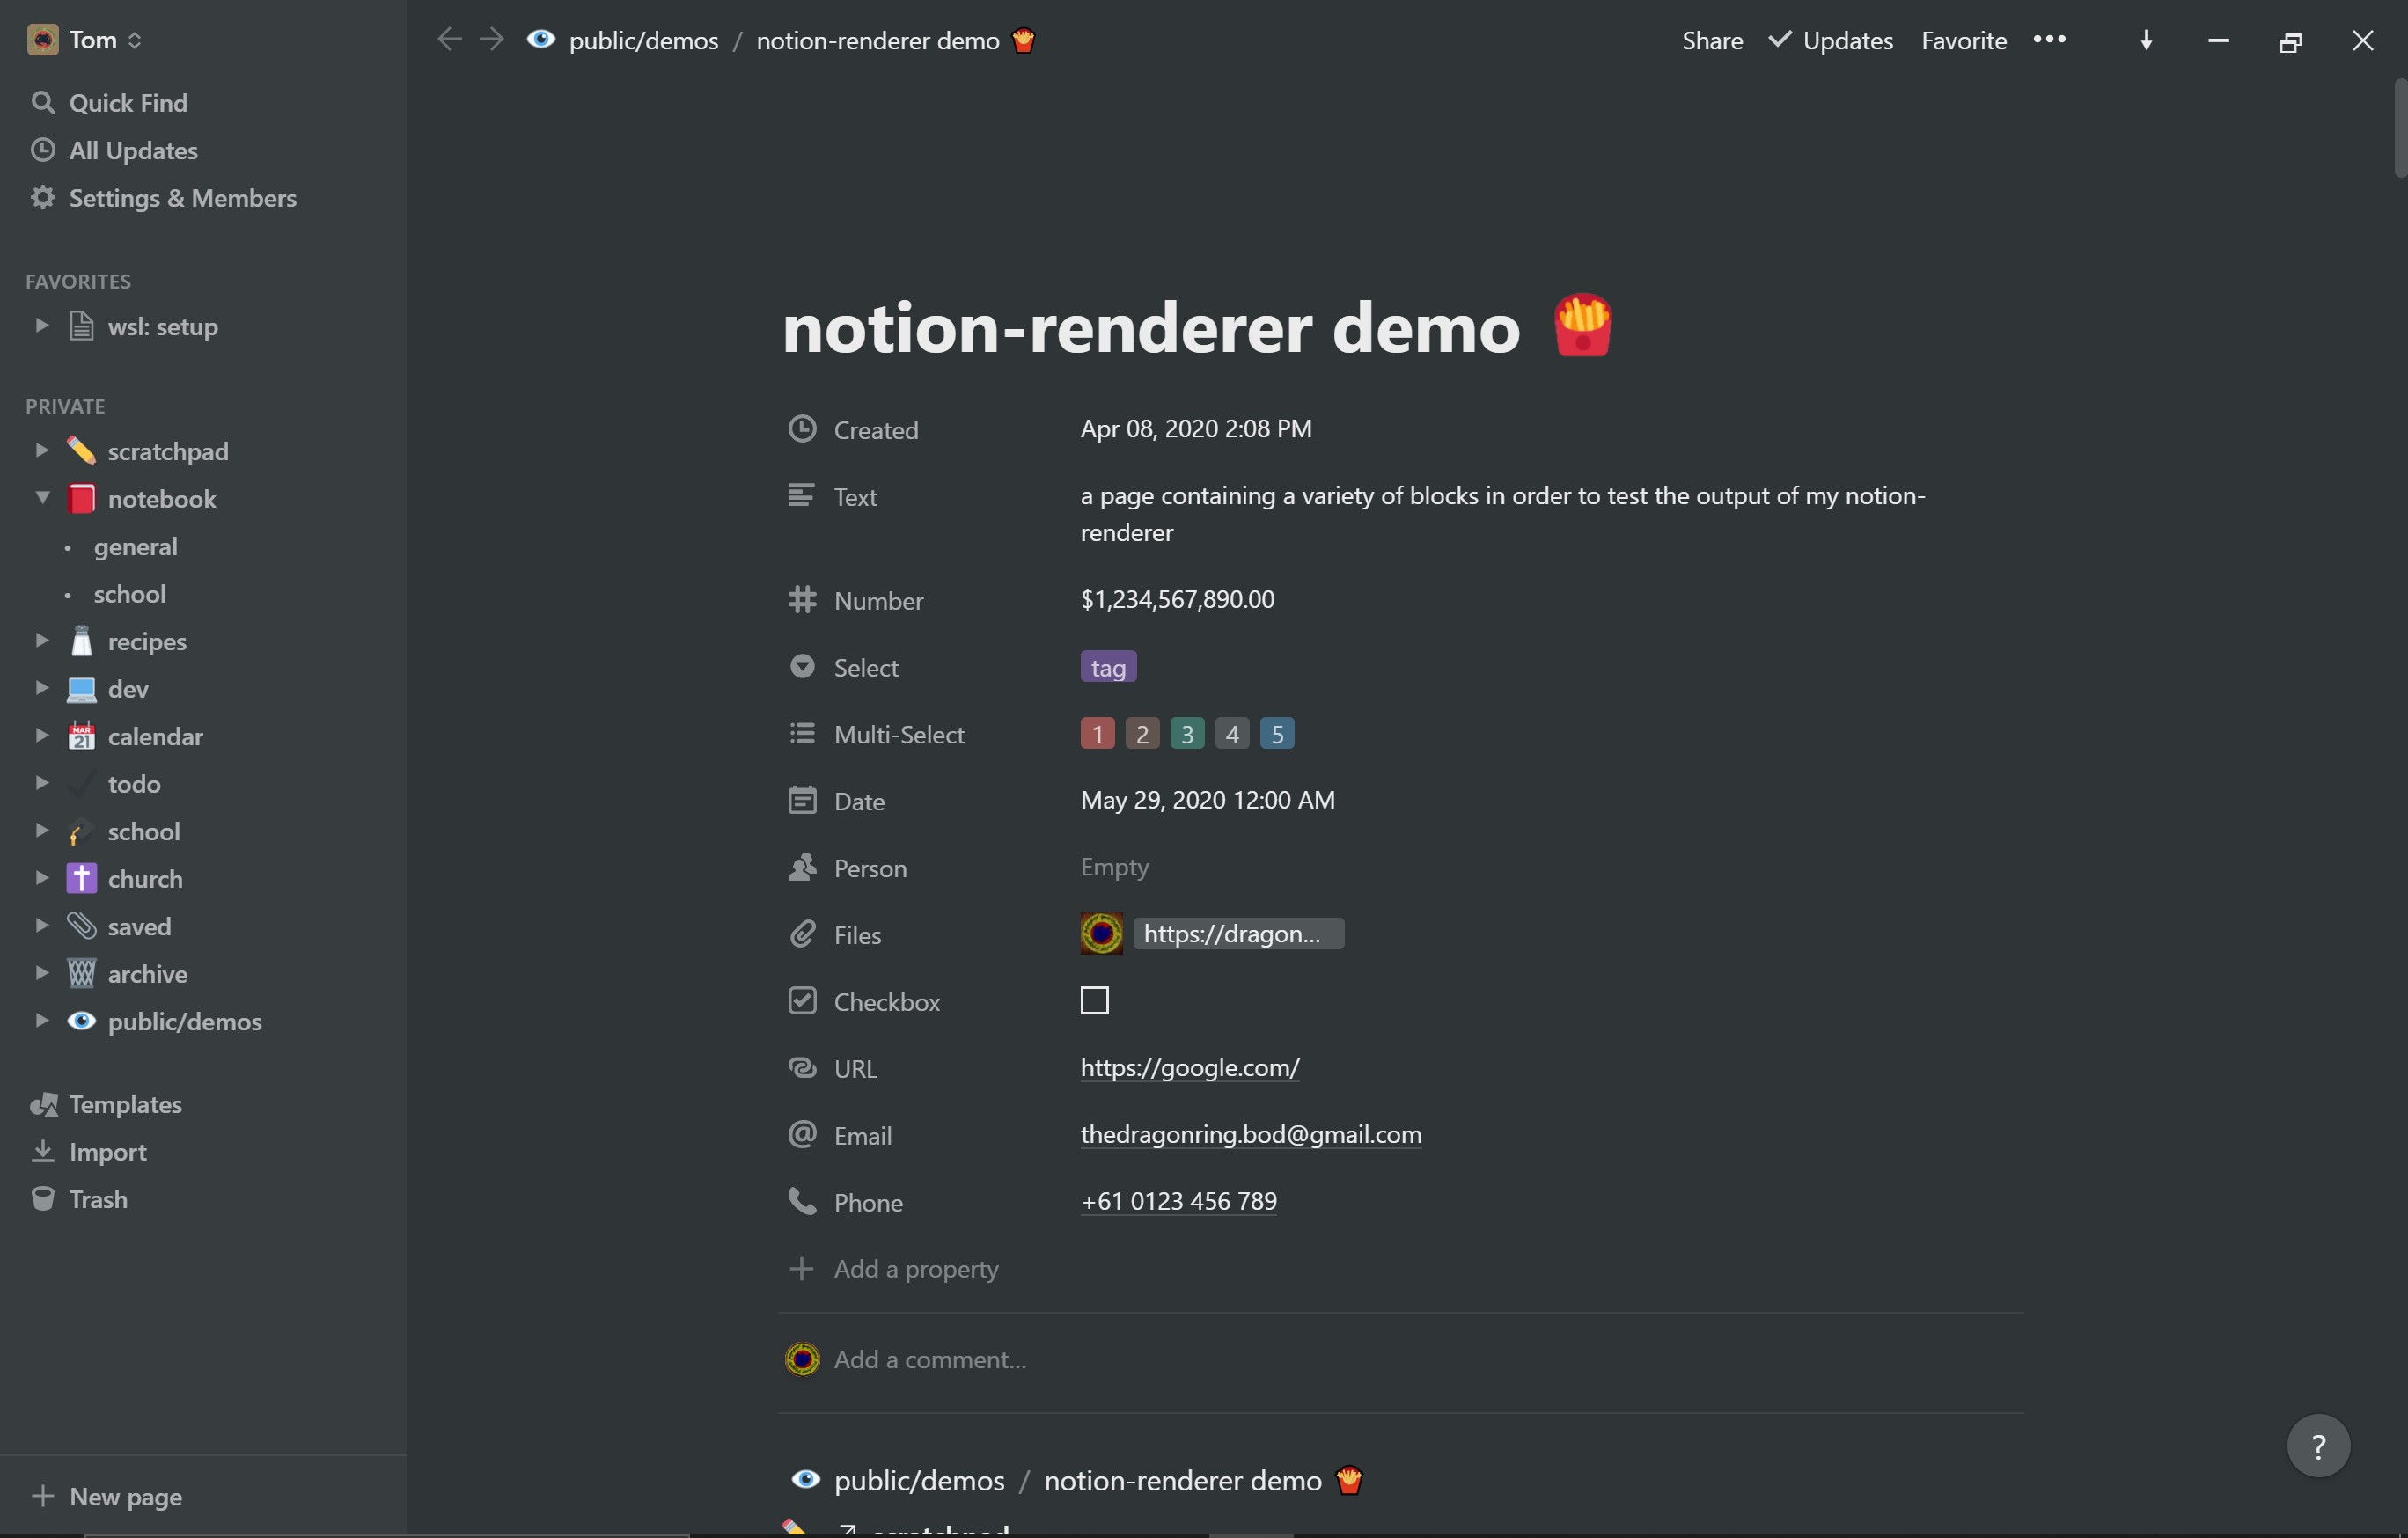 Tom
Quick Find
All Updates
Settings & Members
FAVORITES
wsl: setup
PRIVATE
scratchpad
notebook
general
school
recipes
dev
MAR
21
calendar
todo
school
church
saved
archive
public/demos
Templates
Import
Trash
New page
public/demos / notion-renderer demo
Share Updates Favorite
notion-renderer demo
Created Apr 08, 2020 2:08 PM
Text a page containing a variety of blocks in order to test the output of my notion-
renderer
Number $1,234,567,890.00
Select tag
Multi-Select 1 2 3 4 5
Date May 29, 2020 12:00 AM
Person Empty
Files https://dragon...
Checkbox
URL https://google.com/
Email thedragonring.bod@gmail.com
Phone +61 0123 456 789
Add a property
Add a comment...
public/demos / notion-renderer demo
scratchpad
?